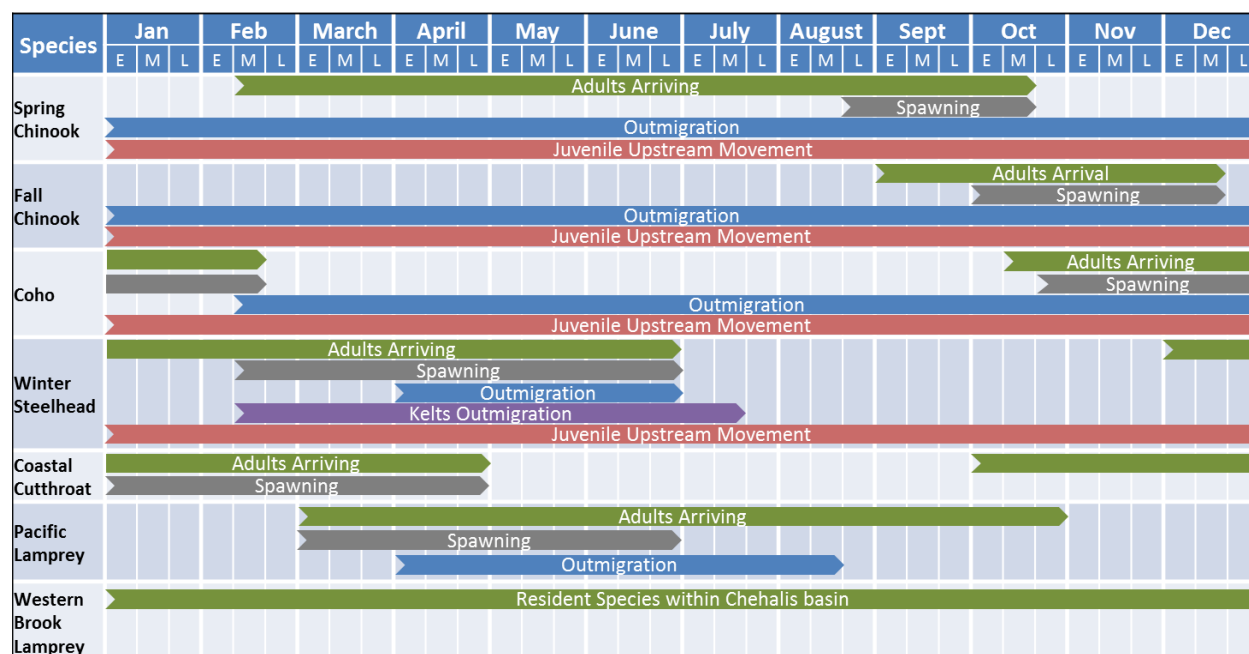 Species
Jan Feb March April May June July August Sept Oct Nov Dec
E M L E M L E M L E M L E M L E M L E M L E M L E M L E M L E M L E M L
Spring
Chinook
Adults Arriving
Spawning
Outmigration
Juvenile Upstream Movement
Fall
Chinook
Adults Arrival
Spawning
Outmigration
Juvenile Upstream Movement
Coho
Adults Arriving
Spawning
Outmigration
Juvenile Upstream Movement
Winter
Steelhead
Adults Arriving
Spawning
Outmigration
Kelts Outmigration
Juvenile Upstream Movement
Coastal
Cutthroat
Adults Arriving
Spawning
Pacific
Lamprey
Adults Arriving
Spawning
Outmigration
Western
Brook
Lamprey
Resident Species within Chehalis basin